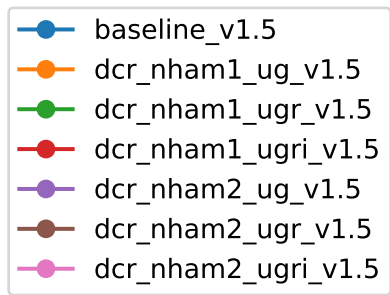 baseline_v1.5
dcr_nham1_ug_v1.5
dcr_nham1_ugr_v1.5
dcr_nham1_ugri_v1.5
dcr_nham2_ug_v1.5
dcr_nham2_ugr_v1.5
dcr_nham2_ugri_v1.5